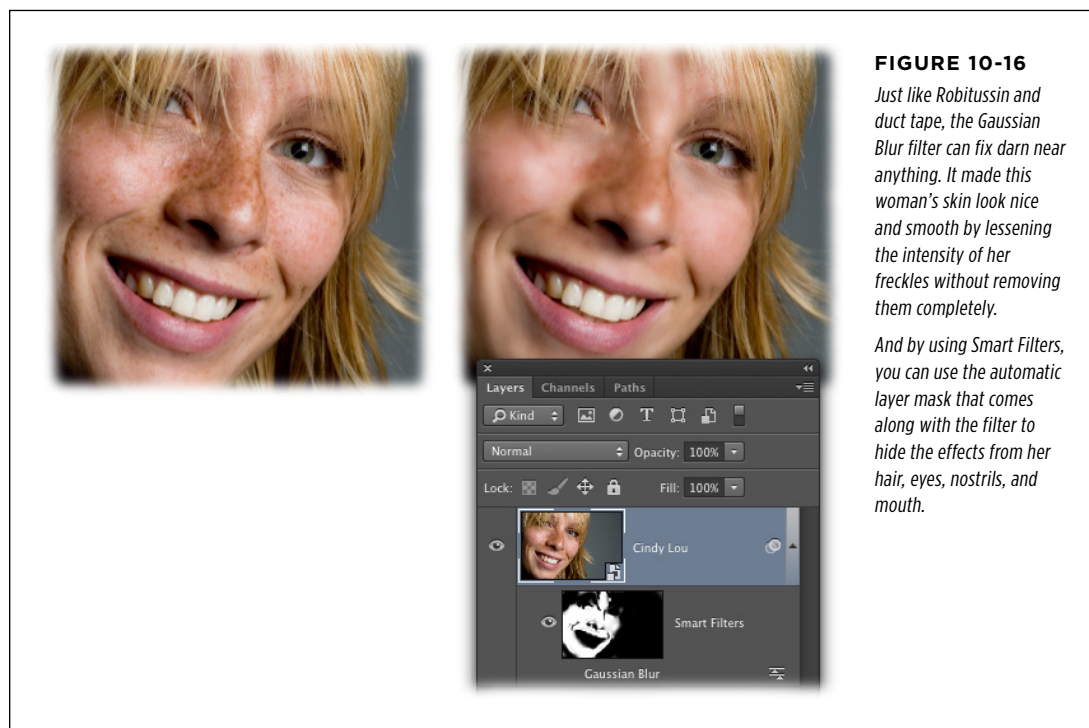 FIGURE 10-16
Just like Robitussin and
duct tape, the Gaussian
Blur filter can fix darn near
anything. It made this
woman's skin look nice
and smooth by lessening
the intensity of her
freckles without removing
them completely.
And by using Smart Filters,
you can use the automatic
layer mask that comes
along with the filter to
hide the effects from her
hair, eyes, nostrils, and
mouth.
Layers Channels Paths
Kind
Normal Opacity: 100%
Lock: Fill: 100%
Cindy Lou
Smart Filters
Gaussian Blur